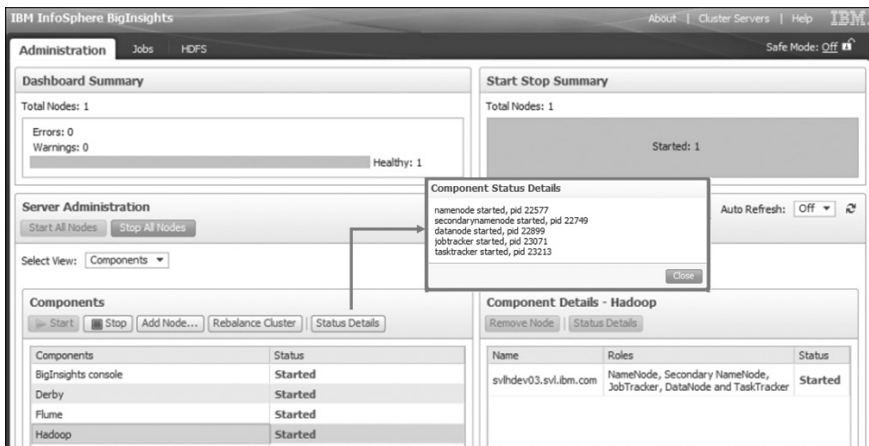 IBM InfoSphere BigInsights
About | Cluster Servers | Help IBM
Administration Jobs HDFS
Safe Mode: Off
Dashboard Summary
Total Nodes: 1
Errors: 0
Warnings: 0
Healthy: 1
Start Stop Summary
Total Nodes: 1
Started: 1
Server Administration
Start All Nodes Stop All Nodes
Auto Refresh: Off
Select View: Components
Component Status Details
namenode started, pid 22577
secondarynamenode started, pid 22749
datanode started, pid 22899
jobtracker started, pid 23071
tasktracker started, pid 23213
Close
Components
Start Stop Add Node... Rebalance Cluster | Status Details
Components Status
BigInsights console Started
Derby Started
Flume Started
Hadoop Started
Component Details - Hadoop
Remove Node | Status Details
Name Roles Status
svlhdev03.svl.ibm.com NameNode, Secondary NameNode, Started
JobTracker, DataNode and TaskTracker